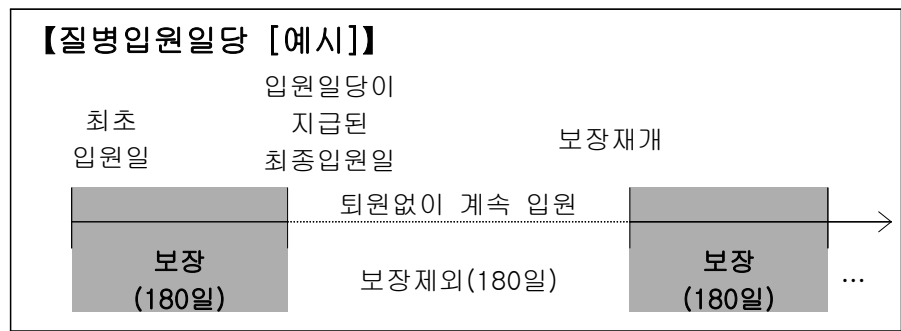 【질병입원일당 [예시]】
최초
입원일
입원일당이
지급된
최종입원일
보장재개
퇴원없이 계속 입원
보장
(180일)
보장제외(180일)
보장
(180일)
…